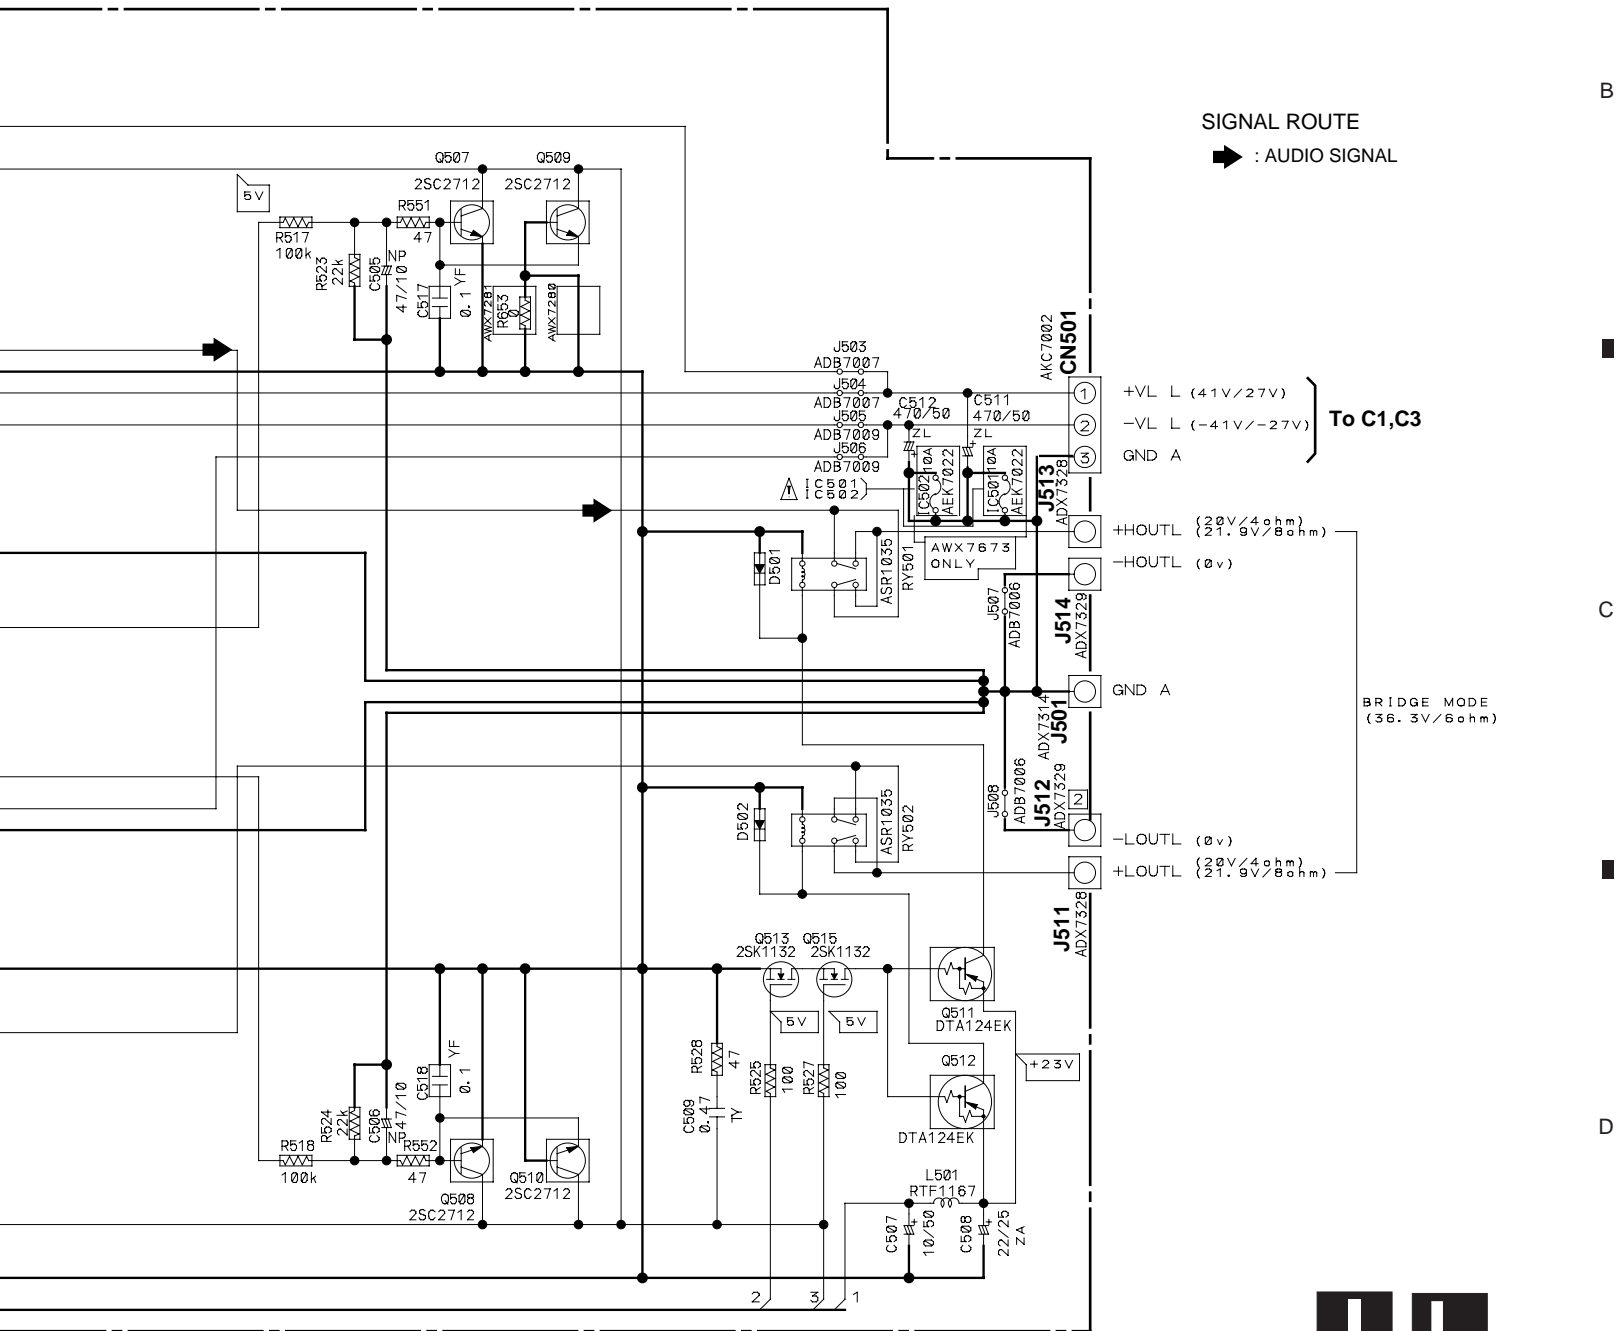 B
SIGNAL ROUTE
: AUDIO SIGNAL
Q507
2SC2712
Q509
2SC2712
5V
R551
47
R517
100k
R523
22k
C505
NP
47/10
C517
0.1 YF
AWX7281
R653
0
AWX7280
J503
ADB7007
J504
ADB7007
J505
ADB7009
J506
ADB7009
C512
470/50
ZL
C511
470/50
ZL
AKC7002
CN501
1
+VL L (41V/27V)
2
-VL L (-41V/-27V)
3
GND A
To C1,C3
IC501
IC502
IC502 10A
AEK7022
IC501 10A
AEK7022
J513
ADX7328
AWX7673
ONLY
+HOUTL (20V/4ohm)
(21.9V/8ohm)
-HOUTL (0v)
D501
ASR1035
RY501
J507
ADB7006
J514
ADX7329
C
GND A
ADX7314
J501
BRIDGE MODE
(36.3V/6ohm)
D502
ASR1035
RY502
J508
ADB7006
J512
ADX7329
2
-LOUTL (0v)
+LOUTL (20V/4ohm)
(21.9V/8ohm)
J511
ADX7328
Q513
2SK1132
Q515
2SK1132
5V
5V
Q511
DTA124EK
+23V
Q512
DTA124EK
R528
47
R525
100
R527
100
C509
0.47
TY
C518
0.1
YF
R524
22k
C506
47/10
NP
R518
100k
R552
47
Q508
2SC2712
Q510
2SC2712
D
L501
RTF1167
C507
10/50
C508
22/25
ZA
2
3
1